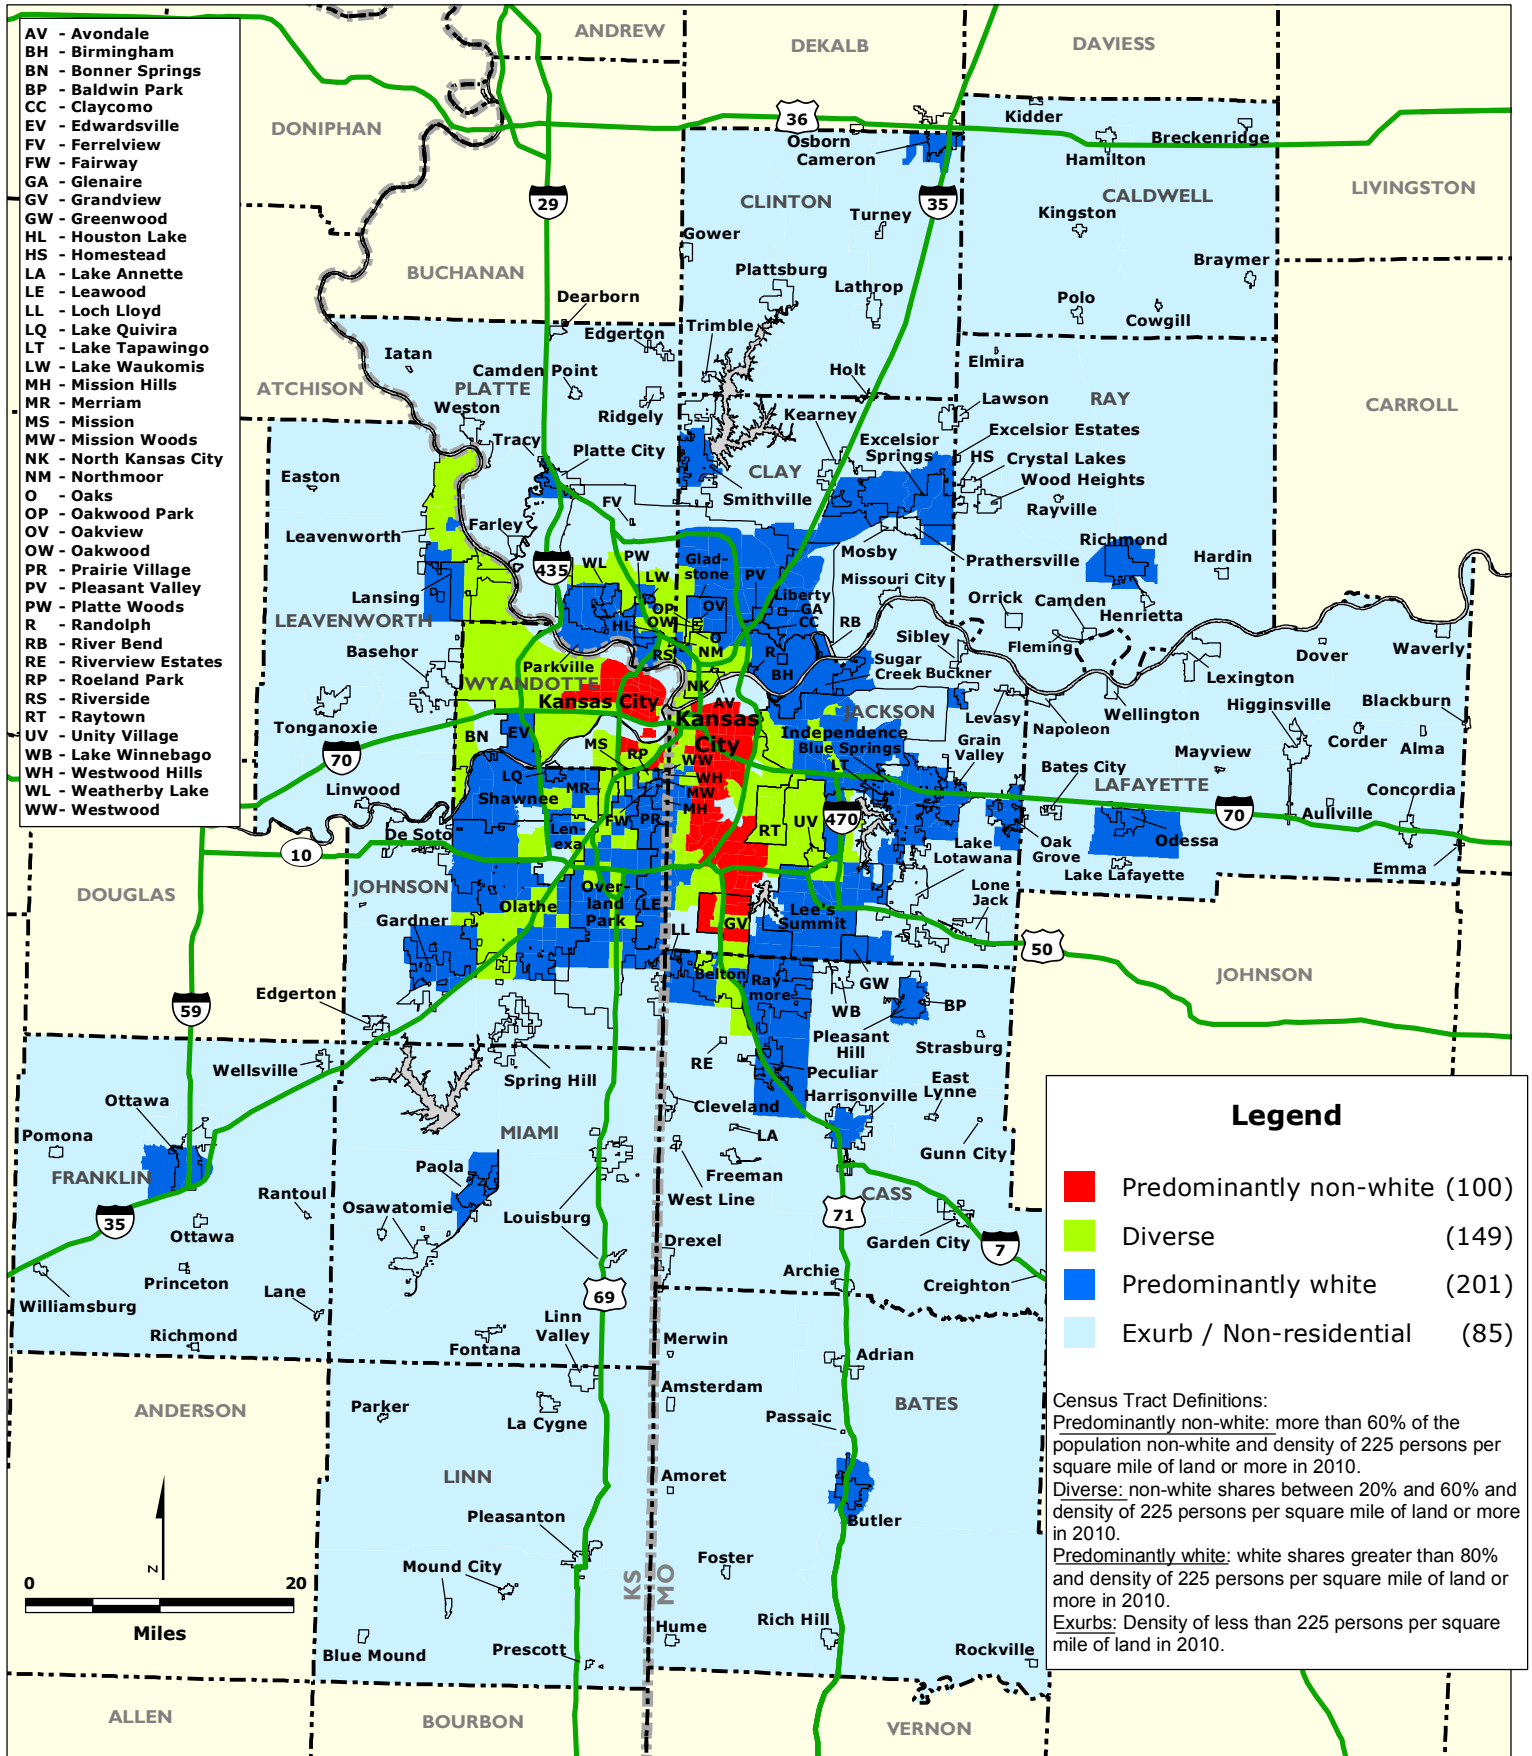 AV - Avondale
BH - Birmingham
BN - Bonner Springs
BP - Baldwin Park
CC - Claycomo
EV - Edwardsville
FV - Ferrelview
FW - Fairway
GA - Glenaire
GV - Grandview
GW - Greenwood
HL - Houston Lake
HS - Homestead
LA - Lake Annette
LE - Leawood
LL - Loch Lloyd
LQ - Lake Quivira
LT - Lake Tapawingo
LW - Lake Waukomis
MH - Mission Hills
MR - Merriam
MS - Mission
MW - Mission Woods
NK - North Kansas City
NM - Northmoor
O - Oaks
OP - Oakwood Park
OV - Oakview
OW - Oakwood
PR - Prairie Village
PV - Pleasant Valley
PW - Platte Woods
R - Randolph
RB - River Bend
RE - Riverview Estates
RP - Roeland Park
RS - Riverside
RT - Raytown
UV - Unity Village
WB - Lake Winnebago
WH - Westwood Hills
WL - Weatherby Lake
WW - Westwood
ANDREW
DEKALB
DAVIESS
DONIPHAN
36
Osborn
Cameron
Kidder
Hamilton
Breckenridge
29
CLINTON
35
CALDWELL
LIVINGSTON
Turney
Kingston
Gower
BUCHANAN
Plattsburg
Lathrop
Braymer
Polo
Cowgill
Dearborn
Edgerton
Trimble
Iatan
Camden Point
PLATTE
ATCHISON
Holt
Elmira
Weston
Ridgely
Kearney
Lawson
RAY
CARROLL
Tracy
Platte City
Excelsior
Springs
Excelsior Estates
HS
Crystal Lakes
Wood Heights
Easton
CLAY
Smithville
FV
Rayville
Farley
Leavenworth
Mosby
Prathersville
Richmond
Hardin
435
WL
PW
LW
Glad-
stone
PV
Missouri City
Lansing
LEAVENWORTH
OP
OW
OV
O
Liberty
GA
CC
RB
Orrick
Camden
Henrietta
HL
RS
NM
R
BH
Sibley
Fleming
Basehor
Parkville
WYANDOTTE
Sugar
Creek
Buckner
Dover
Waverly
Lexington
Kansas City
NK
AV
Kansas
City
JACKSON
Levasy
Napoleon
Wellington
Higginsville
Blackburn
Tonganoxie
BN
EV
MS
RP
WW
WH
MW
MH
Independence
Blue Springs
LT
Grain
Valley
Bates City
Mayview
Corder
Alma
70
LQ
MR
Shawnee
LAFAYETTE
Concordia
Linwood
Len-
exa
FW
PR
RT
UV
470
70
Aullville
De Soto
10
Lake
Lotawana
Oak
Grove
Odessa
Emma
Lake Lafayette
DOUGLAS
JOHNSON
Gardner
Olathe
Over-
land
Park
LE
LL
GV
Lee's
Summit
Lone
Jack
50
JOHNSON
Edgerton
59
Belton
Ray
more
GW
WB
BP
Pleasant
Hill
Strasburg
Wellsville
Spring Hill
RE
Peculiar
East
Lynne
Ottawa
Cleveland
Harrisonville
Pomona
MIAMI
LA
Gunn City
FRANKLIN
Paola
Freeman
West Line
CASS
Rantoul
Osawatomie
Louisburg
35
Ottawa
71
Garden City
7
Drexel
Princeton
Archie
Creighton
Williamsburg
Lane
69
Richmond
Linn
Valley
Fontana
Merwin
Adrian
ANDERSON
Parker
La Cygne
Amsterdam
Passaic
BATES
LINN
Amoret
Pleasanton
Butler
Mound City
Foster
KS
MO
Blue Mound
Prescott
Hume
Rich Hill
Rockville
ALLEN
BOURBON
VERNON
N
0 20
Miles
Legend
Predominantly non-white (100)
Diverse (149)
Predominantly white (201)
Exurb / Non-residential (85)
Census Tract Definitions:
Predominantly non-white: more than 60% of the
population non-white and density of 225 persons per
square mile of land or more in 2010.
Diverse: non-white shares between 20% and 60% and
density of 225 persons per square mile of land or more
in 2010.
Predominantly white: white shares greater than 80%
and density of 225 persons per square mile of land or
more in 2010.
Exurbs: Density of less than 225 persons per square
mile of land in 2010.